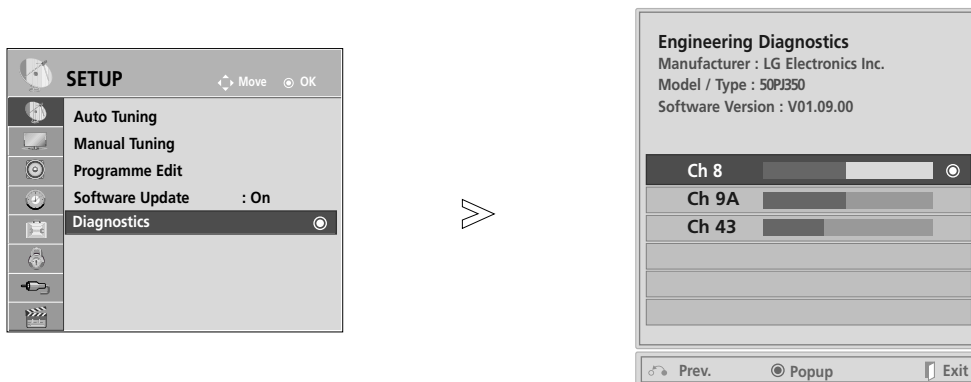 SETUP
Move
OK
Auto Tuning
Manual Tuning
Programme Edit
Software Update : On
Diagnostics
Engineering Diagnostics
Manufacturer : LG Electronics Inc.
Model / Type : 50PJ350
Software Version : V01.09.00
Ch 8
Ch 9A
Ch 43
Prev.
Popup
Exit